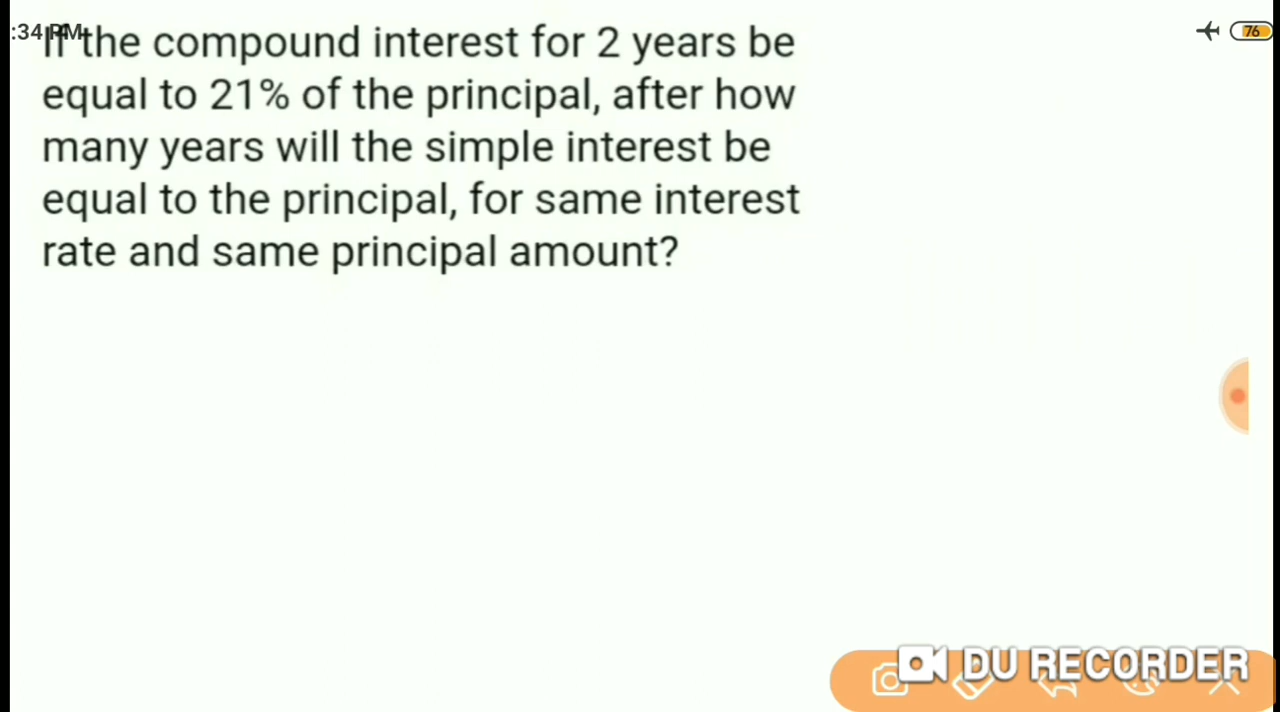 :34 PM
If the compound interest for 2 years be
equal to 21% of the principal, after how
many years will the simple interest be
equal to the principal, for same interest
rate and same principal amount?
76
DU RECORDER